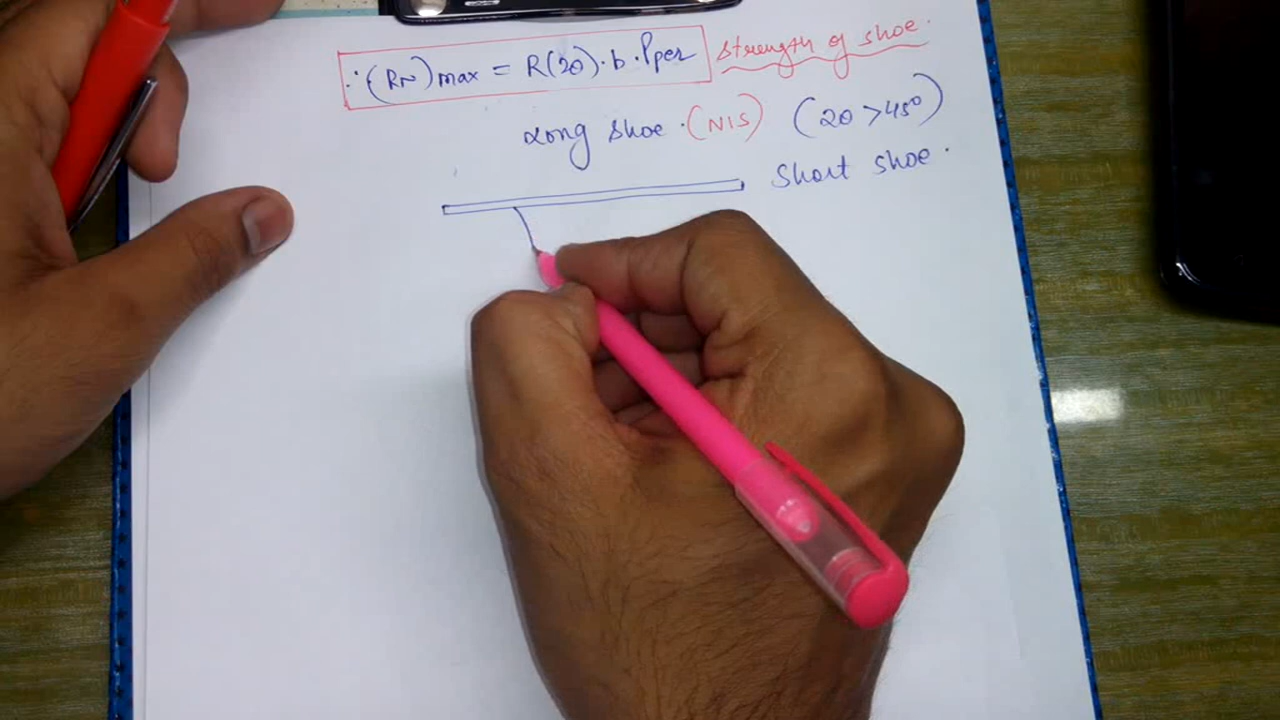 ∴ (RN)max = R(2θ)·b·Pper strength of shoe.
Long shoe · (NIS) (2θ > 45°)
Short shoe.